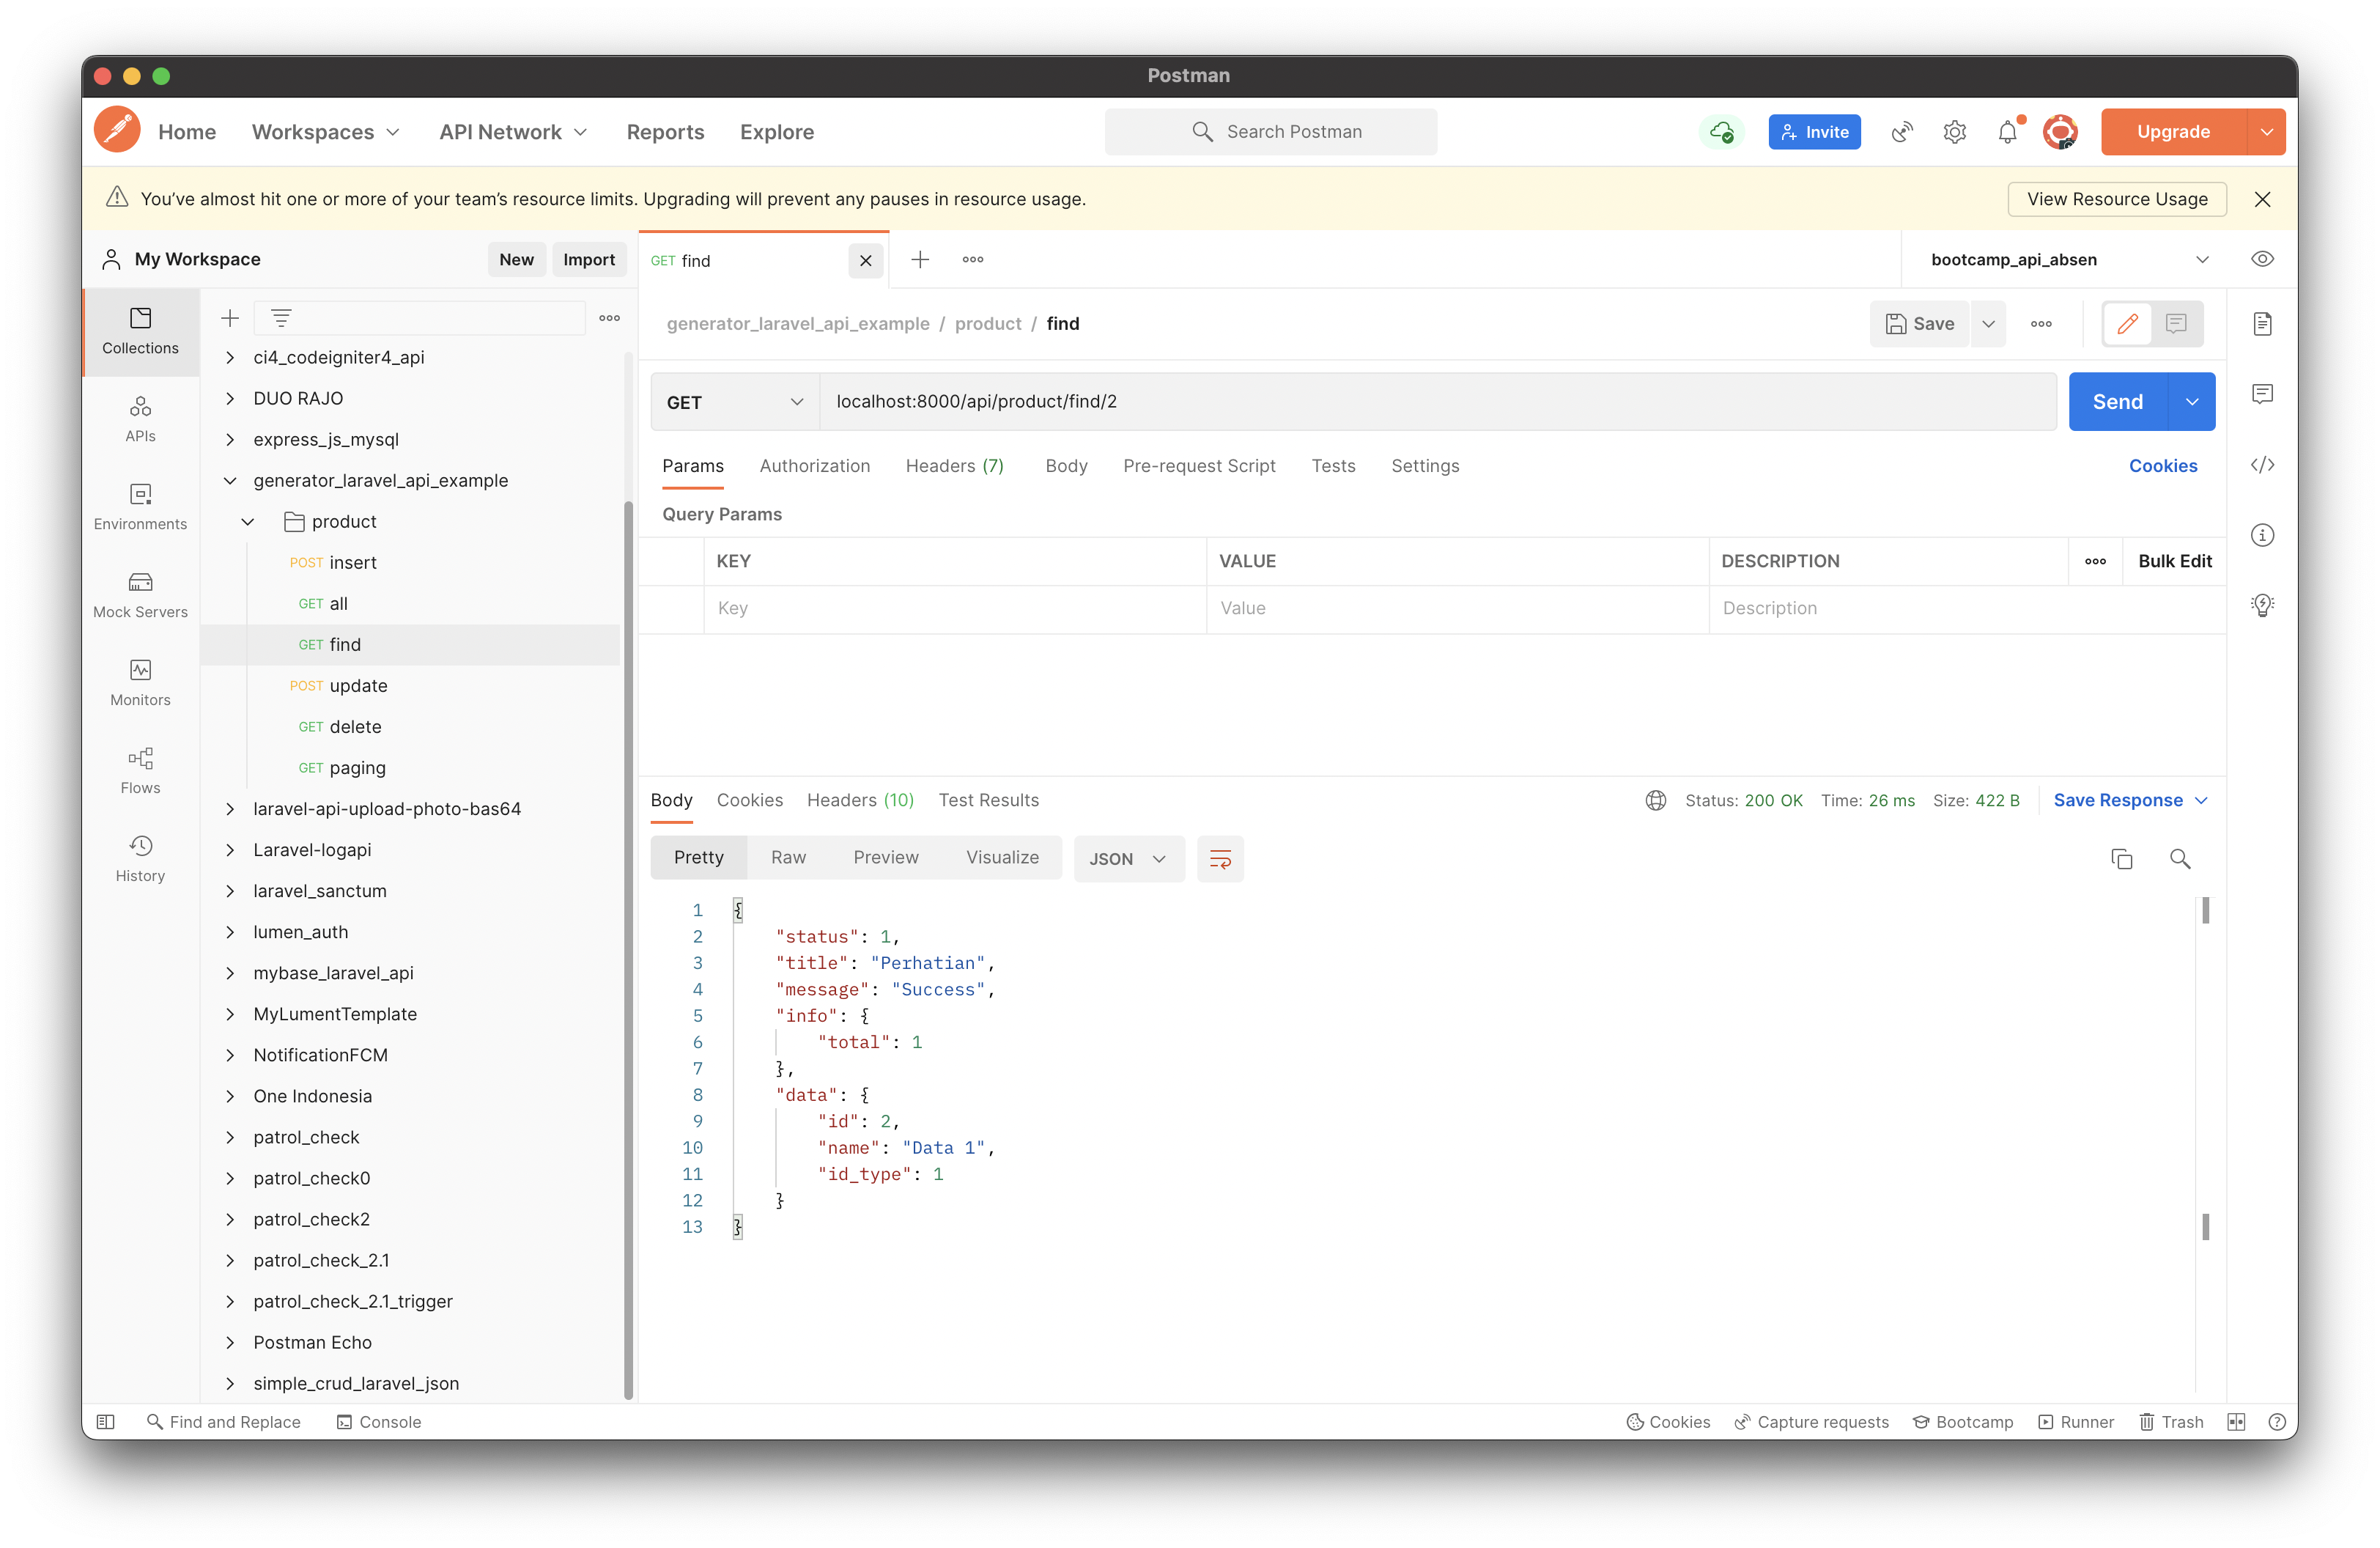 Postman
Home Workspaces API Network Reports Explore Search Postman Invite Upgrade
You've almost hit one or more of your team's resource limits. Upgrading will prevent any pauses in resource usage. View Resource Usage
My Workspace New Import GET find bootcamp_api_absen
Collections
APIs
Environments
Mock Servers
Monitors
Flows
History
ci4_codeigniter4_api
DUO RAJO
express_js_mysql
generator_laravel_api_example
product
POST insert
GET all
GET find
POST update
GET delete
GET paging
laravel-api-upload-photo-bas64
Laravel-logapi
laravel_sanctum
lumen_auth
mybase_laravel_api
MyLumentTemplate
NotificationFCM
One Indonesia
patrol_check
patrol_check0
patrol_check2
patrol_check_2.1
patrol_check_2.1_trigger
Postman Echo
simple_crud_laravel_json
generator_laravel_api_example / product / find Save
GET localhost:8000/api/product/find/2 Send
Params Authorization Headers (7) Body Pre-request Script Tests Settings Cookies
Query Params
KEY VALUE DESCRIPTION Bulk Edit
Key Value Description
Body Cookies Headers (10) Test Results Status: 200 OK Time: 26 ms Size: 422 B Save Response
Pretty Raw Preview Visualize JSON
1 {
2 "status": 1,
3 "title": "Perhatian",
4 "message": "Success",
5 "info": {
6 "total": 1
7 },
8 "data": {
9 "id": 2,
10 "name": "Data 1",
11 "id_type": 1
12 }
13 }
Find and Replace Console Cookies Capture requests Bootcamp Runner Trash